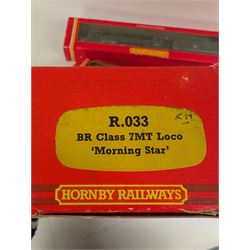 R.033
BR Class 7MT Loco
'Morning Star'
HORNBY RAILWAYS